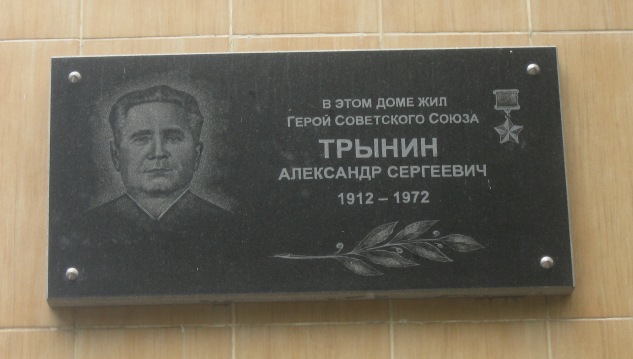 В ЭТОМ ДОМЕ ЖИЛ
ГЕРОЙ СОВЕТСКОГО СОЮЗА
ТРЫНИН
АЛЕКСАНДР СЕРГЕЕВИЧ
1912 – 1972